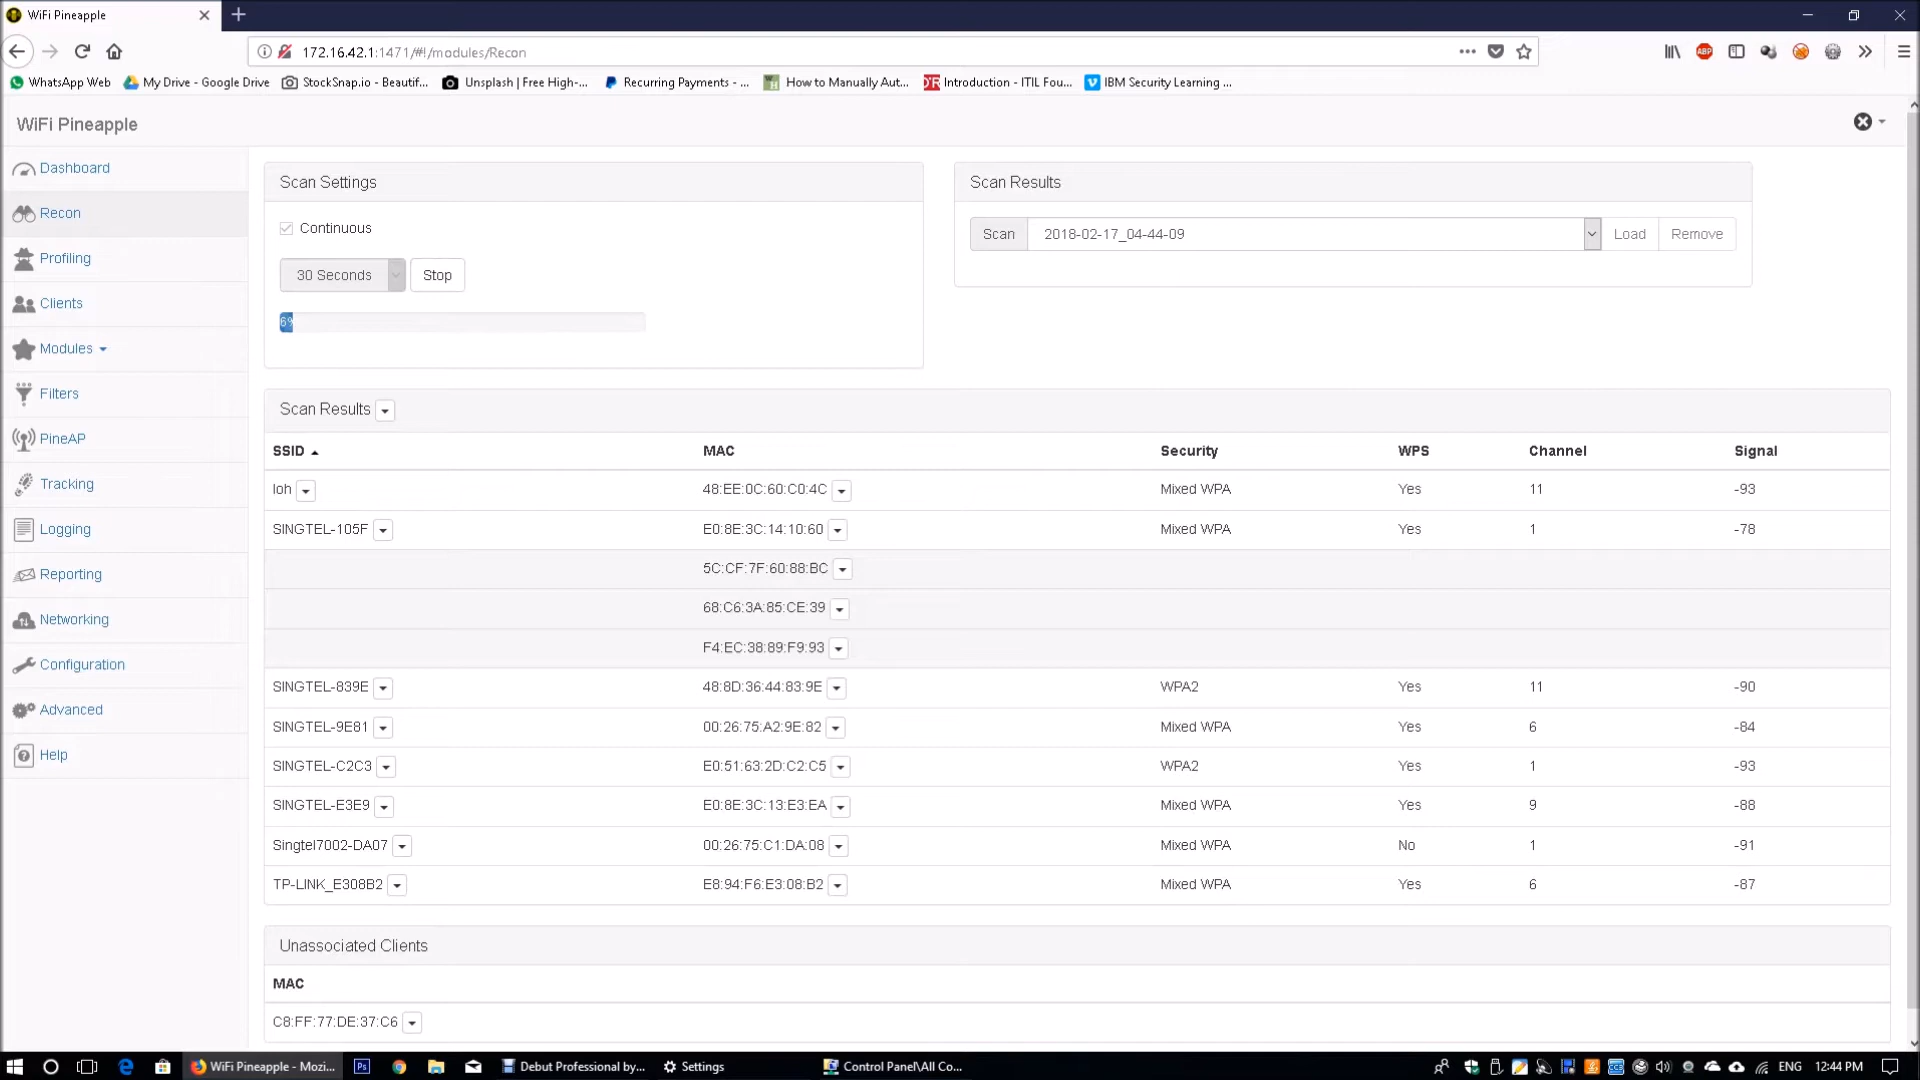 WiFi Pineapple
172.16.42.1:1471/#!/modules/Recon
WhatsApp Web My Drive - Google Drive StockSnap.io - Beautif... Unsplash | Free High-... Recurring Payments - ... How to Manually Aut... Introduction - ITIL Fou... IBM Security Learning ...
WiFi Pineapple
Dashboard
Recon
Profiling
Clients
Modules
Filters
PineAP
Tracking
Logging
Reporting
Networking
Configuration
Advanced
Help
Scan Settings
Continuous
30 Seconds Stop
6%
Scan Results
Scan 2018-02-17_04-44-09 Load Remove
Scan Results
SSID MAC Security WPS Channel Signal
loh 48:EE:0C:60:C0:4C Mixed WPA Yes 11 -93
SINGTEL-105F E0:8E:3C:14:10:60 Mixed WPA Yes 1 -78
5C:CF:7F:60:88:BC
68:C6:3A:85:CE:39
F4:EC:38:89:F9:93
SINGTEL-839E 48:8D:36:44:83:9E WPA2 Yes 11 -90
SINGTEL-9E81 00:26:75:A2:9E:82 Mixed WPA Yes 6 -84
SINGTEL-C2C3 E0:51:63:2D:C2:C5 WPA2 Yes 1 -93
SINGTEL-E3E9 E0:8E:3C:13:E3:EA Mixed WPA Yes 9 -88
Singtel7002-DA07 00:26:75:C1:DA:08 Mixed WPA No 1 -91
TP-LINK_E308B2 E8:94:F6:E3:08:B2 Mixed WPA Yes 6 -87
Unassociated Clients
MAC
C8:FF:77:DE:37:C6
WiFi Pineapple - Mozi... Debut Professional by... Settings Control Panel\All Co... ENG 12:44 PM